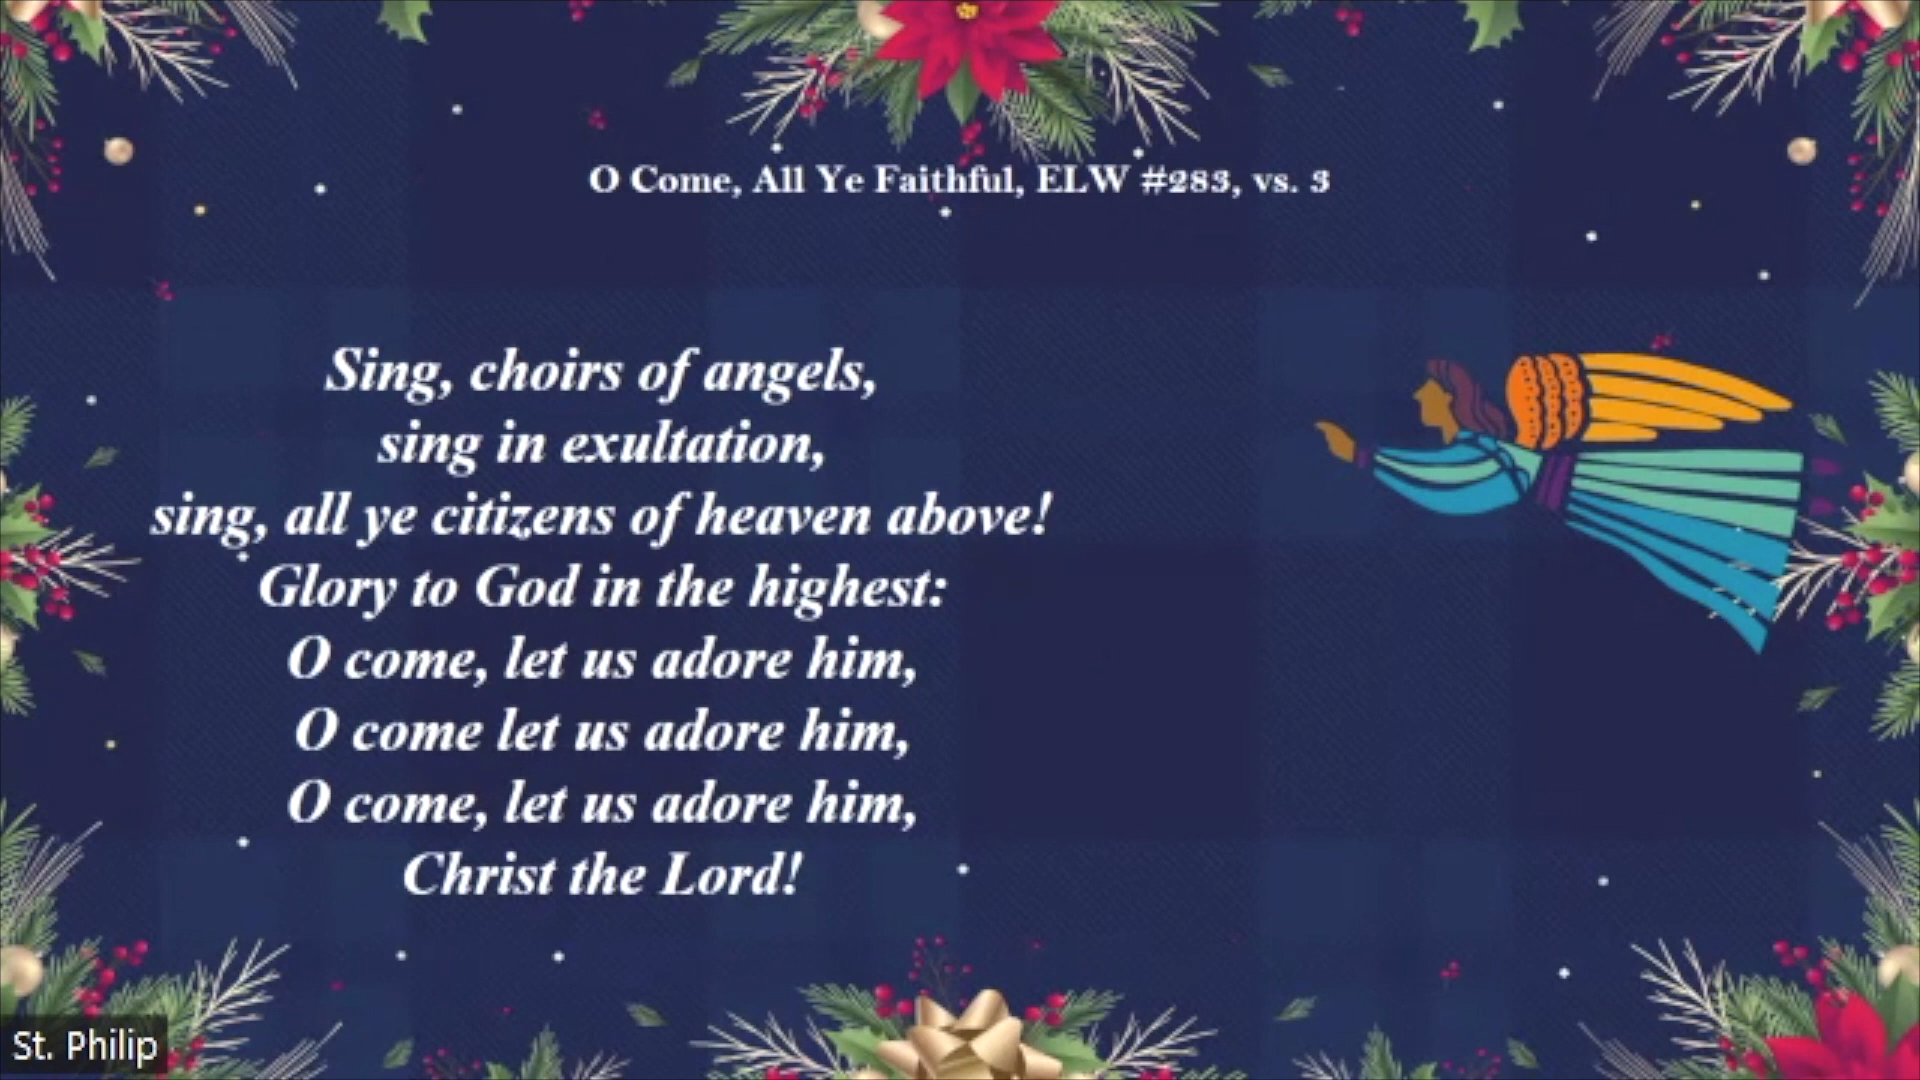 O Come, All Ye Faithful, ELW #283, vs. 3
Sing, choirs of angels,
sing in exultation,
sing, all ye citizens of heaven above!
Glory to God in the highest:
O come, let us adore him,
O come let us adore him,
O come, let us adore him,
Christ the Lord!
St. Philip